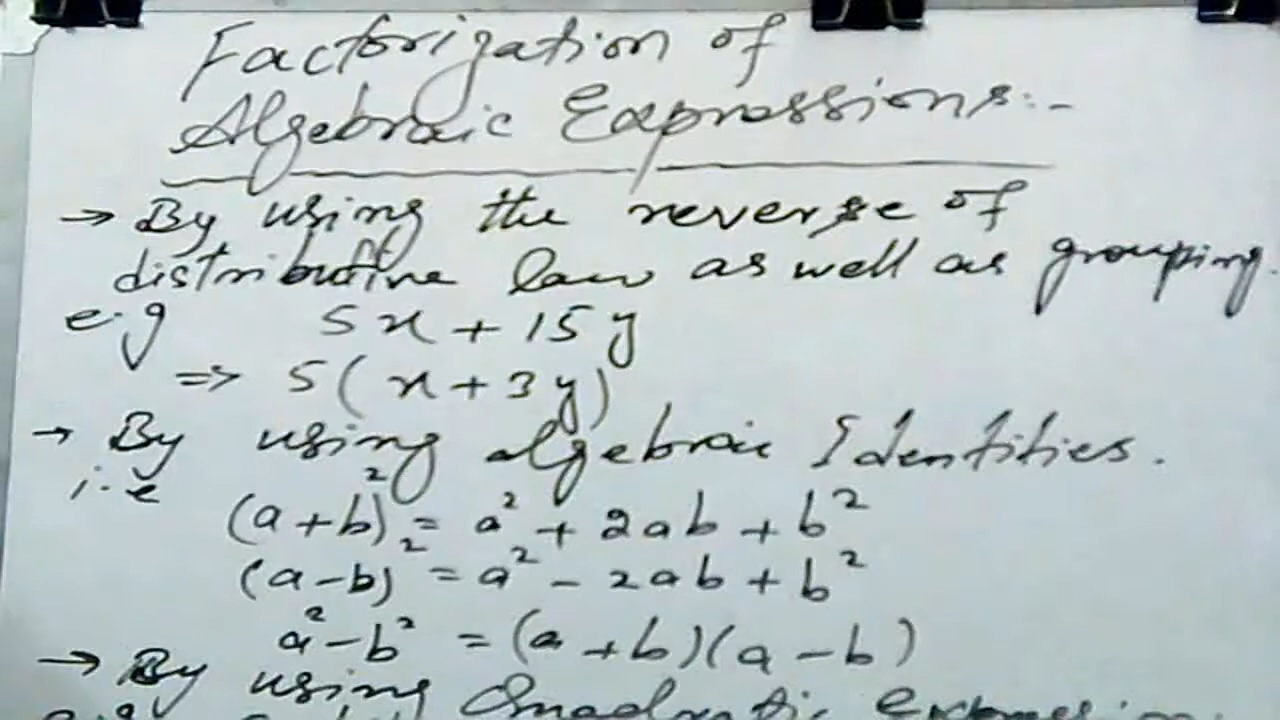 Factorization of
Algebraic Expressions:-
→ By using the reverse of
distributive law as well as grouping.
e.g 5x + 15y
=> 5(x+3y)
→ By using algebraic Identities.
i.e
(a+b)² = a² + 2ab + b²
(a-b)² = a² - 2ab + b²
a² - b² = (a+b)(a-b)
→ By using Quadratic Expression
e.g